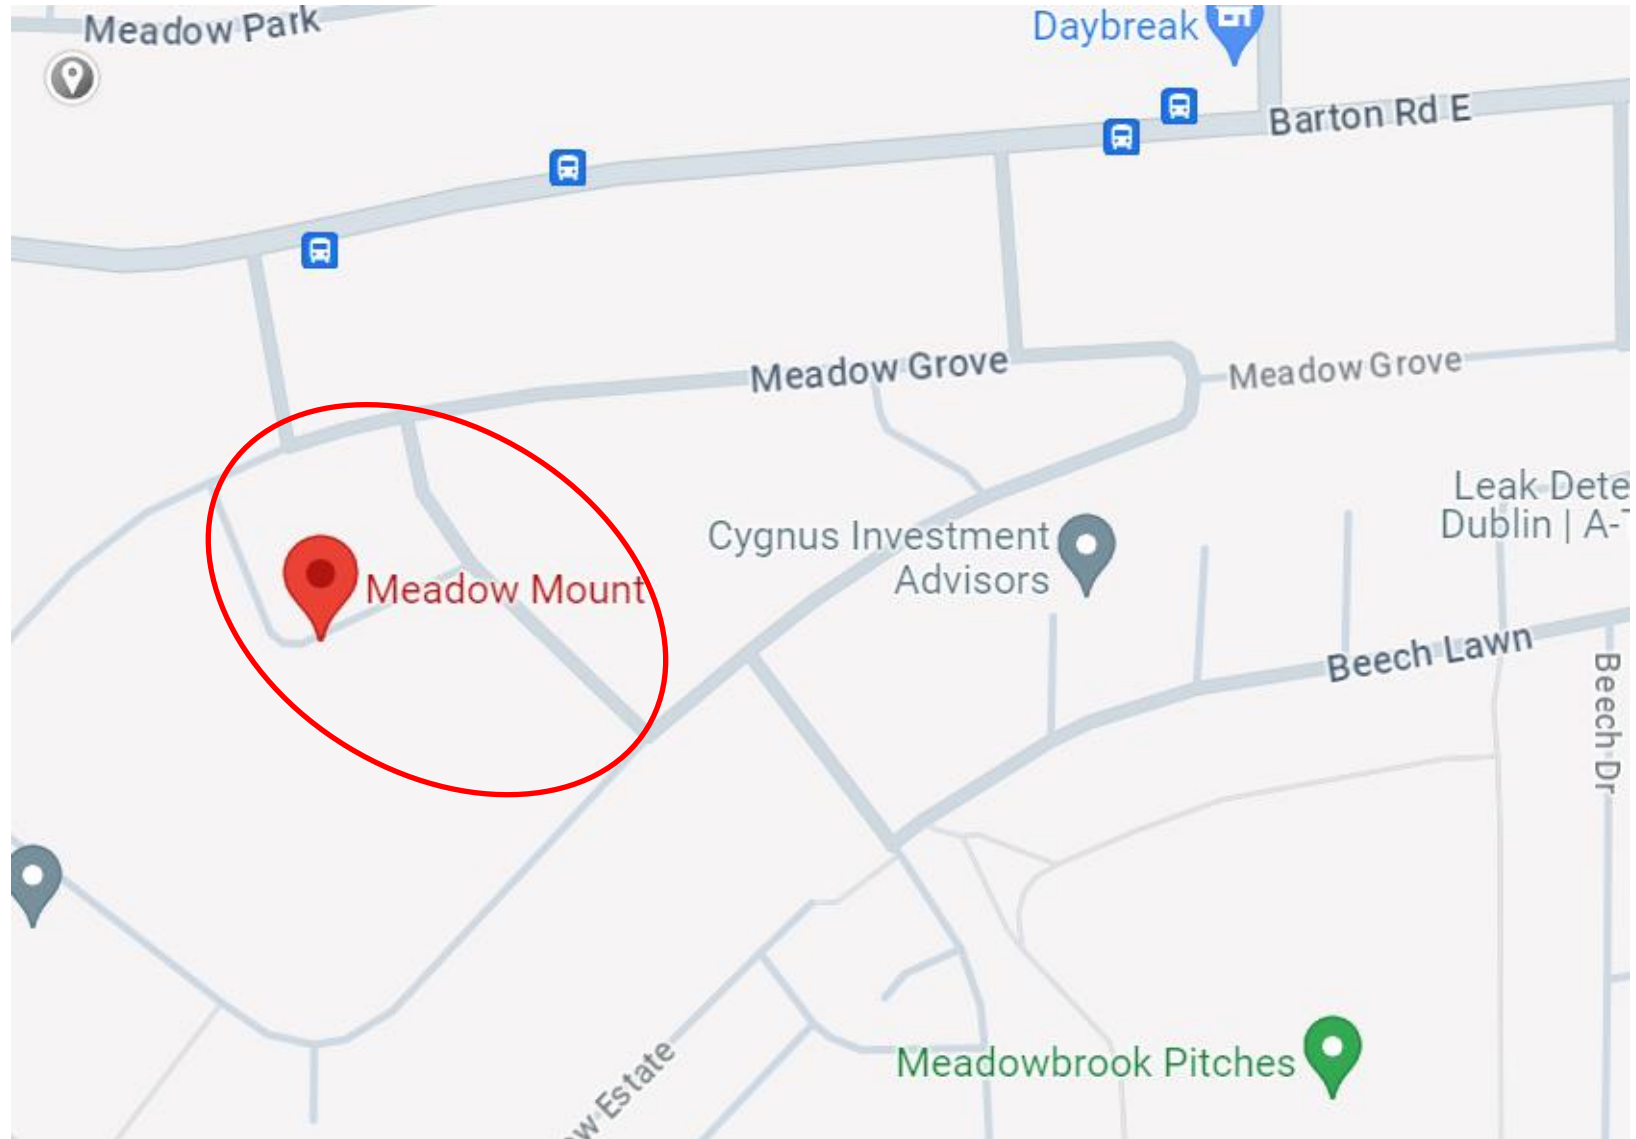 Meadow Park
Daybreak
Barton Rd E
Meadow Grove
Meadow Grove
Leak Dete
Dublin | A-
Cygnus Investment
Advisors
Meadow Mount
Beech Lawn
Beech Dr
Meadowbrook Pitches
w Estate